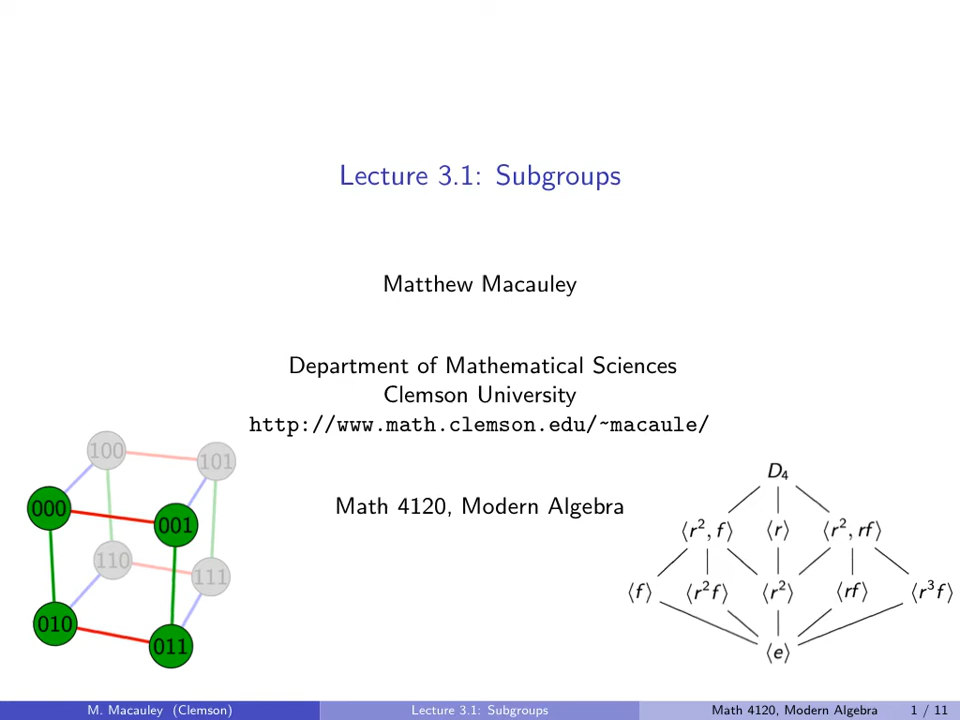 Lecture 3.1: Subgroups
Matthew Macauley
Department of Mathematical Sciences
Clemson University
http://www.math.clemson.edu/~macaule/
Math 4120, Modern Algebra
100
101
000
001
110
111
010
011
D₄
⟨r², f⟩ ⟨r⟩ ⟨r², rf⟩
⟨f⟩ ⟨r²f⟩ ⟨r²⟩ ⟨rf⟩ ⟨r³f⟩
⟨e⟩
M. Macauley (Clemson) Lecture 3.1: Subgroups Math 4120, Modern Algebra 1 / 11